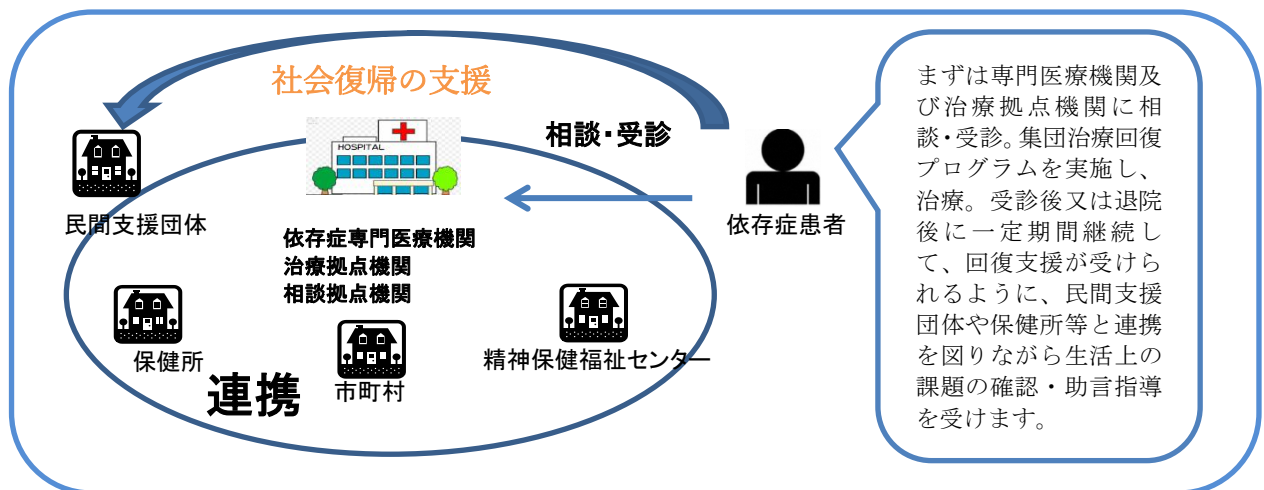 社会復帰の支援
HOSPITAL
相談・受診
民間支援団体
依存症患者
依存症専門医療機関
治療拠点機関
相談拠点機関
保健所
市町村
精神保健福祉センター
連携
まずは専門医療機関及
び治療拠点機関に相
談・受診。集団治療回復
プログラムを実施し、
治療。受診後又は退院
後に一定期間継続し
て、回復支援が受けら
れるように、民間支援
団体や保健所等と連携
を図りながら生活上の
課題の確認・助言指導
を受けます。